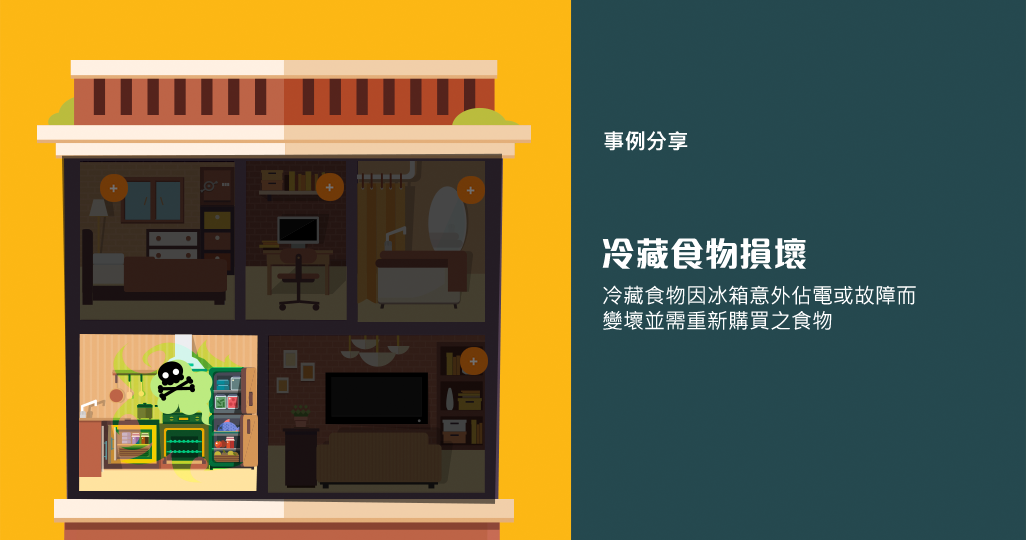 事例分享
冷藏食物損壞
冷藏食物因冰箱意外佔電或故障而
變壞並需重新購買之食物